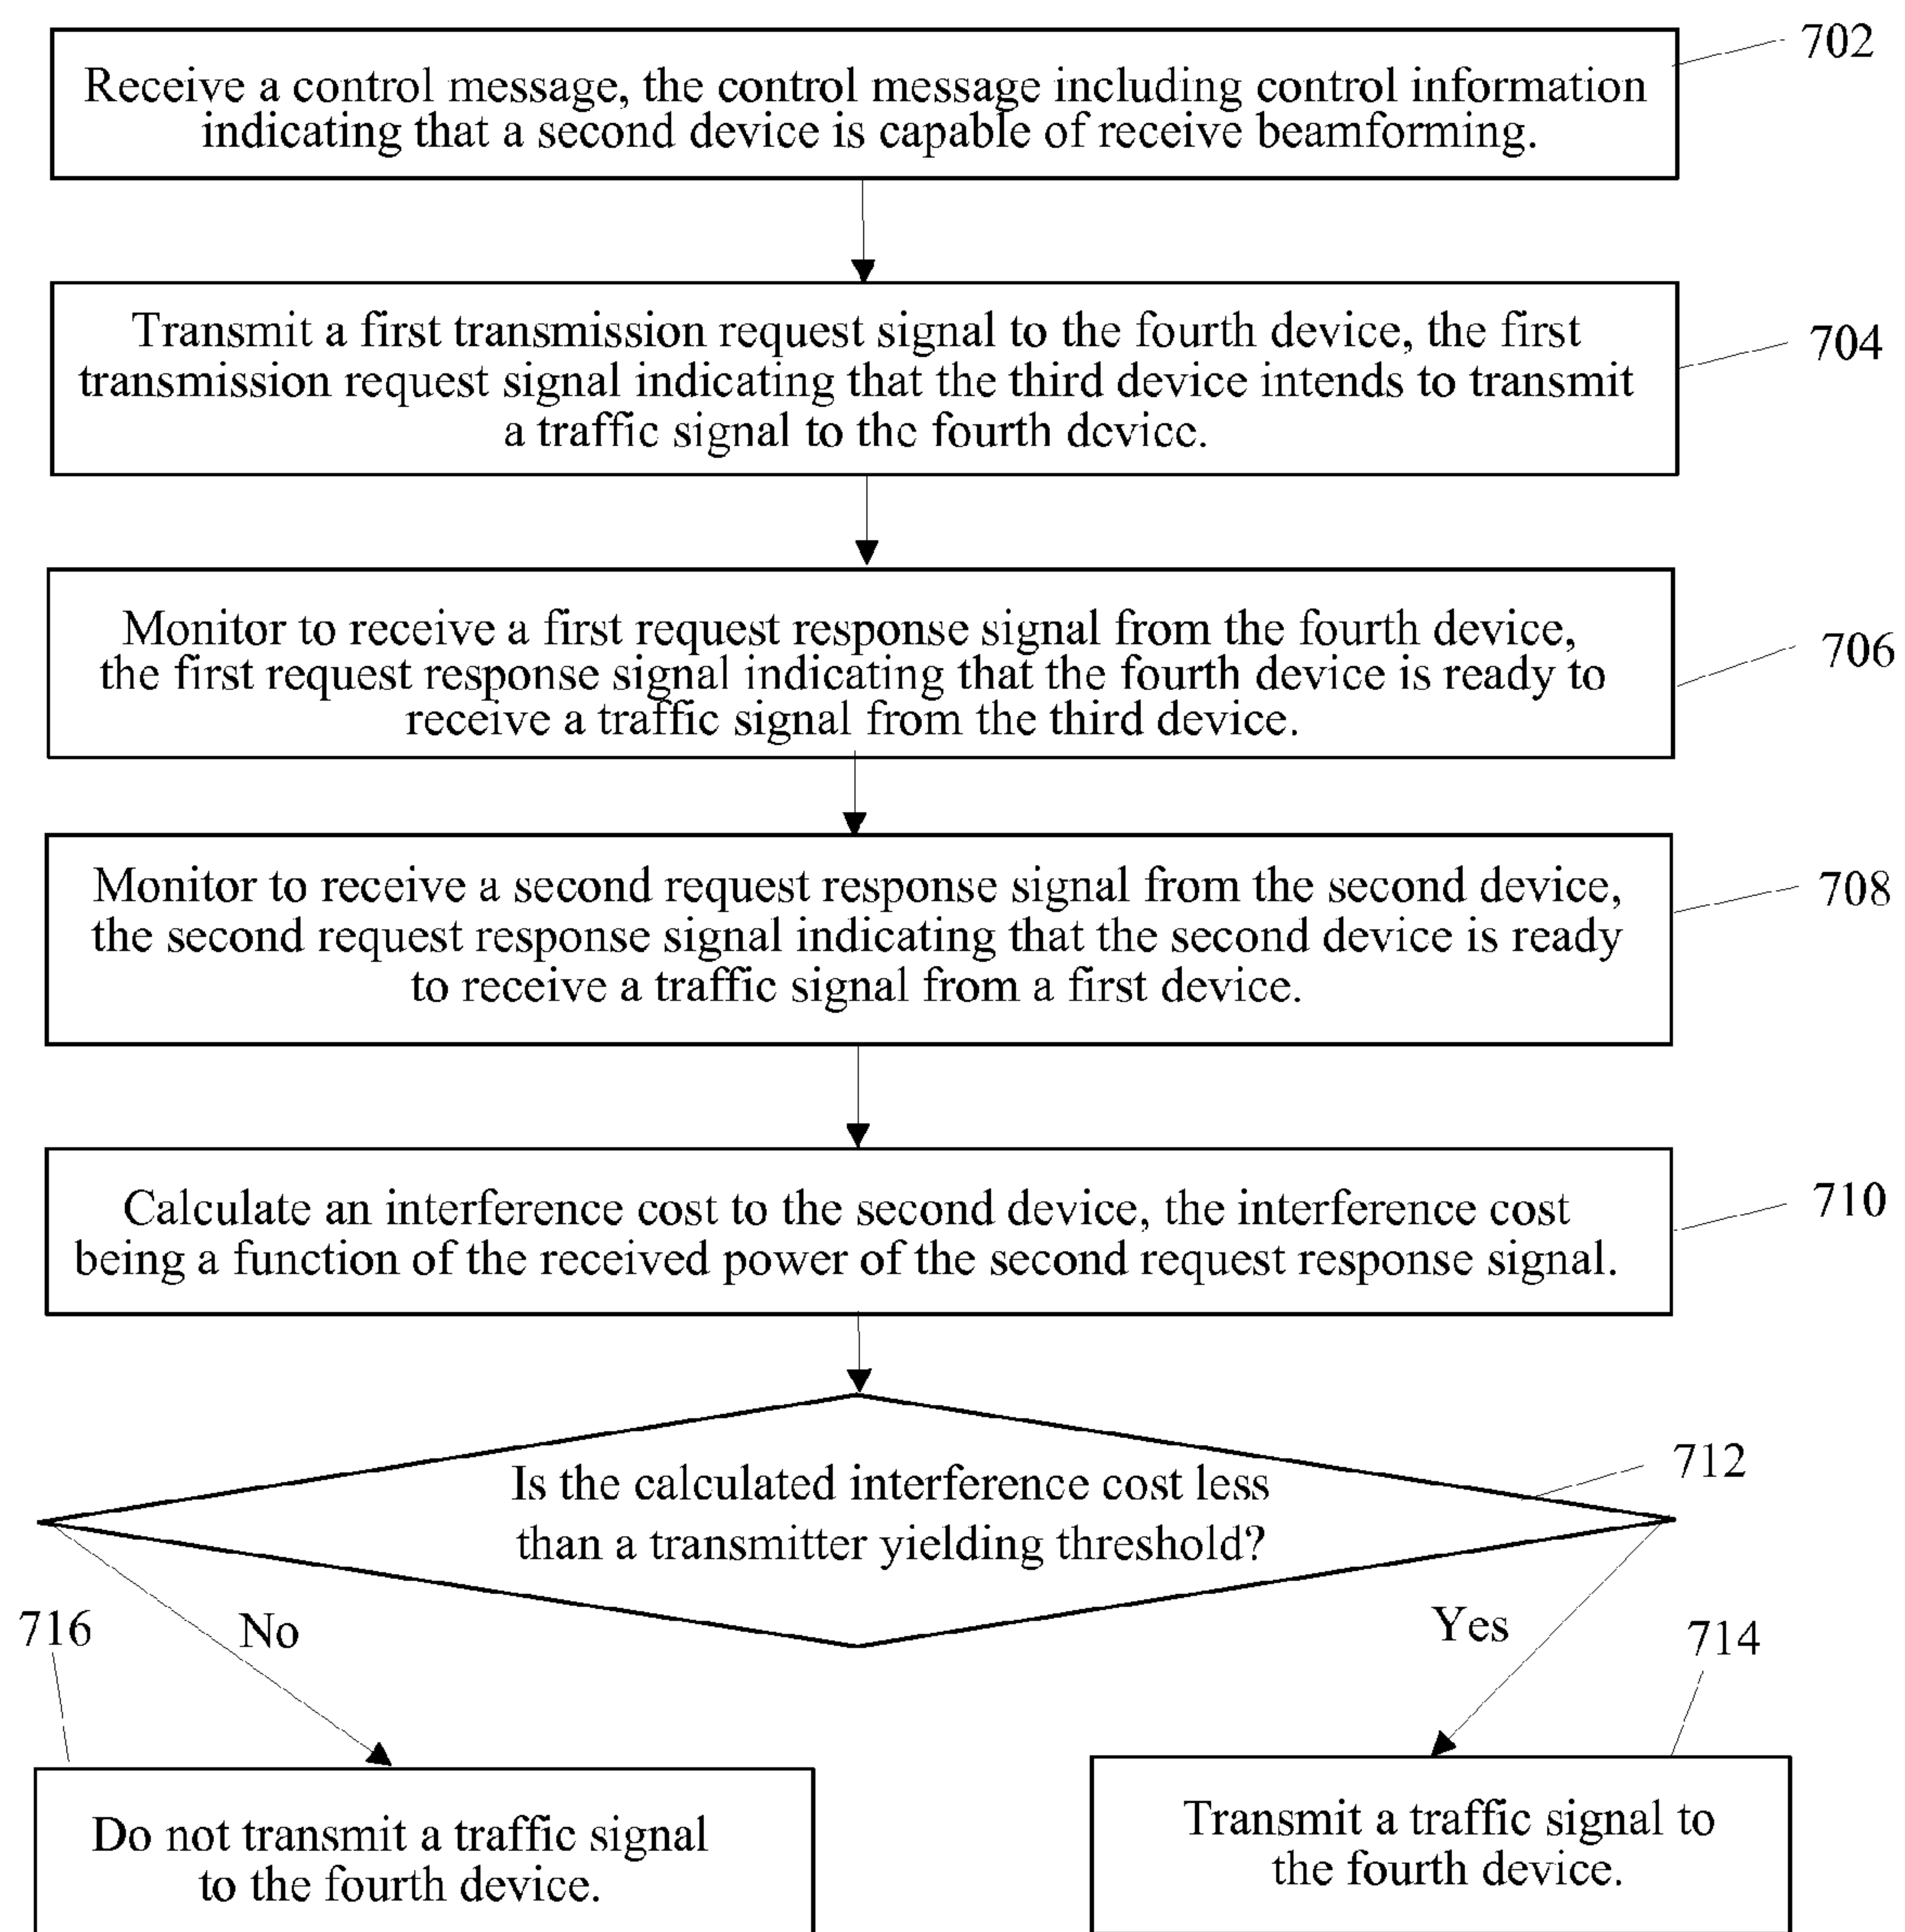 702
Receive a control message, the control message including control information
indicating that a second device is capable of receive beamforming.
Transmit a first transmission request signal to the fourth device, the first
transmission request signal indicating that the third device intends to transmit
a traffic signal to the fourth device.
704
Monitor to receive a first request response signal from the fourth device,
the first request response signal indicating that the fourth device is ready to
receive a traffic signal from the third device.
706
Monitor to receive a second request response signal from the second device,
the second request response signal indicating that the second device is ready
to receive a traffic signal from a first device.
708
Calculate an interference cost to the second device, the interference cost
being a function of the received power of the second request response signal.
710
Is the calculated interference cost less
than a transmitter yielding threshold?
712
716
No
Yes
714
Do not transmit a traffic signal
to the fourth device.
Transmit a traffic signal to
the fourth device.